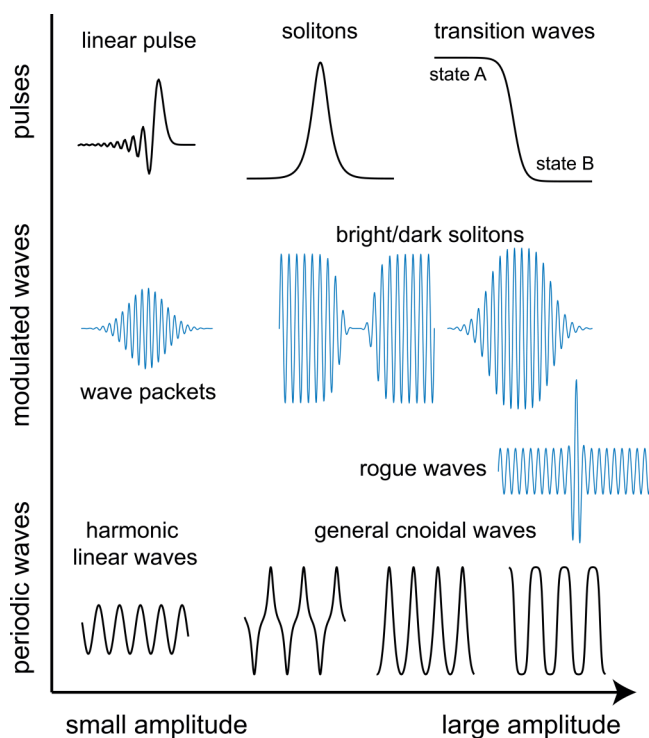 pulses
linear pulse
solitons
transition waves
state A
state B
modulated waves
bright/dark solitons
wave packets
rogue waves
periodic waves
harmonic
linear waves
general cnoidal waves
small amplitude
large amplitude